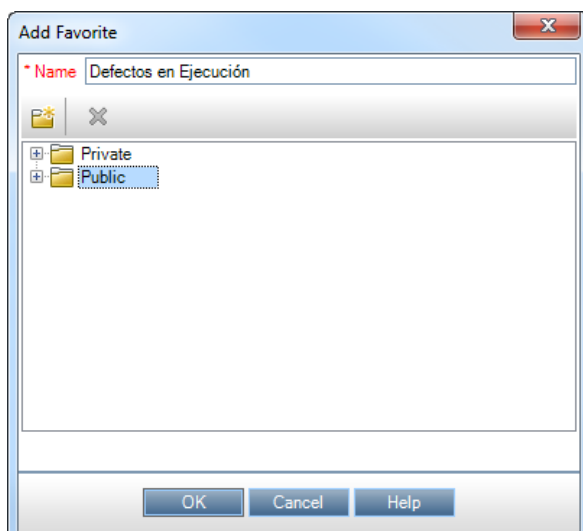 Add Favorite
* Name Defectos en Ejecución
Private
Public
OK Cancel Help